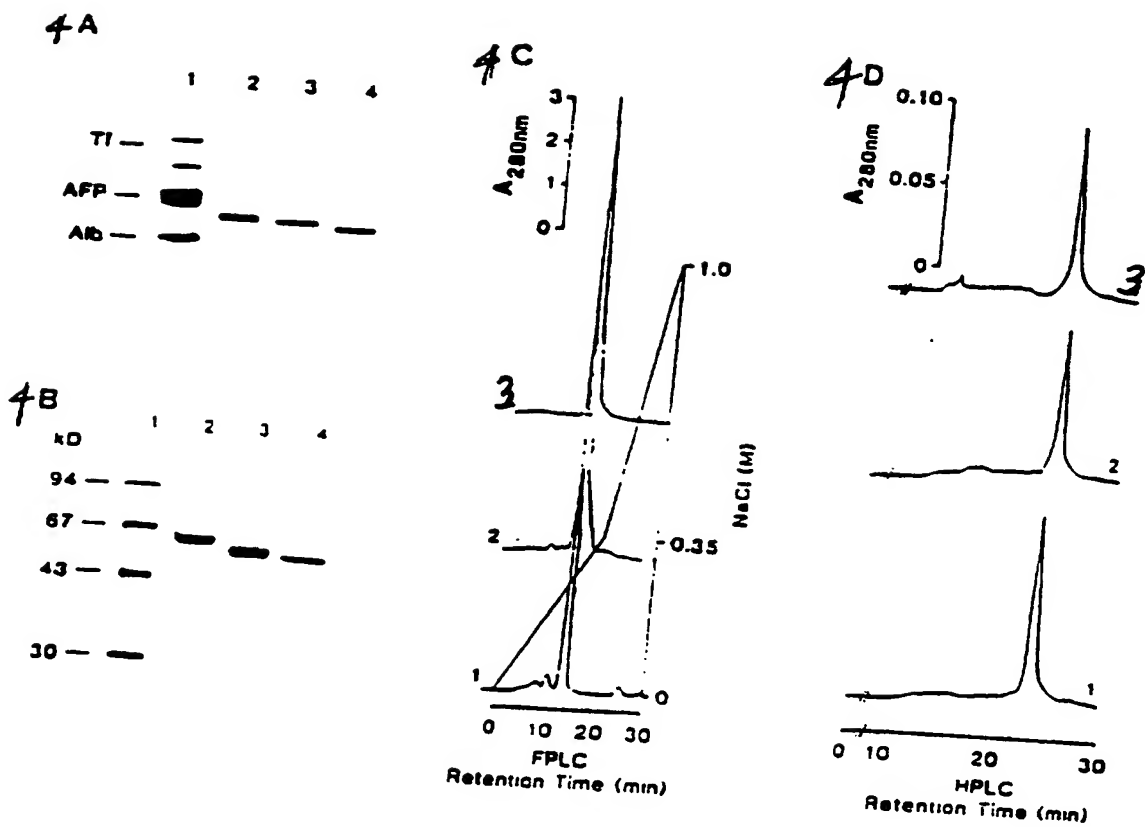 4A
1 2 3 4
Tf
AFP
Alb
4B
kD
1 2 3 4
94
67
43
30
4C
A280nm
3
2
1
0
1.0
3
NaCl (M)
2
0.35
1
0
0 10 20 30
FPLC
Retention Time (min)
4D
A280nm
0.10
0.05
0
3
2
1
0 10 20 30
HPLC
Retention Time (min)